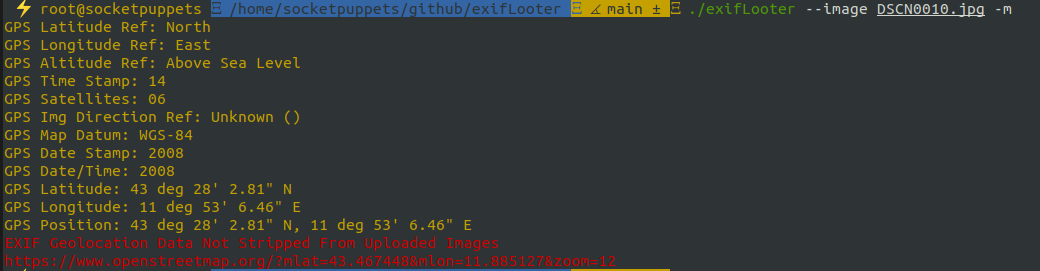 ⚡ root@socketpuppets Ξ /home/socketpuppets/github/exifLooter Ξ ∡ main ± Ξ ./exifLooter --image DSCN0010.jpg -m
GPS Latitude Ref: North
GPS Longitude Ref: East
GPS Altitude Ref: Above Sea Level
GPS Time Stamp: 14
GPS Satellites: 06
GPS Img Direction Ref: Unknown ()
GPS Map Datum: WGS-84
GPS Date Stamp: 2008
GPS Date/Time: 2008
GPS Latitude: 43 deg 28' 2.81" N
GPS Longitude: 11 deg 53' 6.46" E
GPS Position: 43 deg 28' 2.81" N, 11 deg 53' 6.46" E
EXIF Geolocation Data Not Stripped From Uploaded Images
https://www.openstreetmap.org/?mlat=43.467448&mlon=11.885127&zoom=12